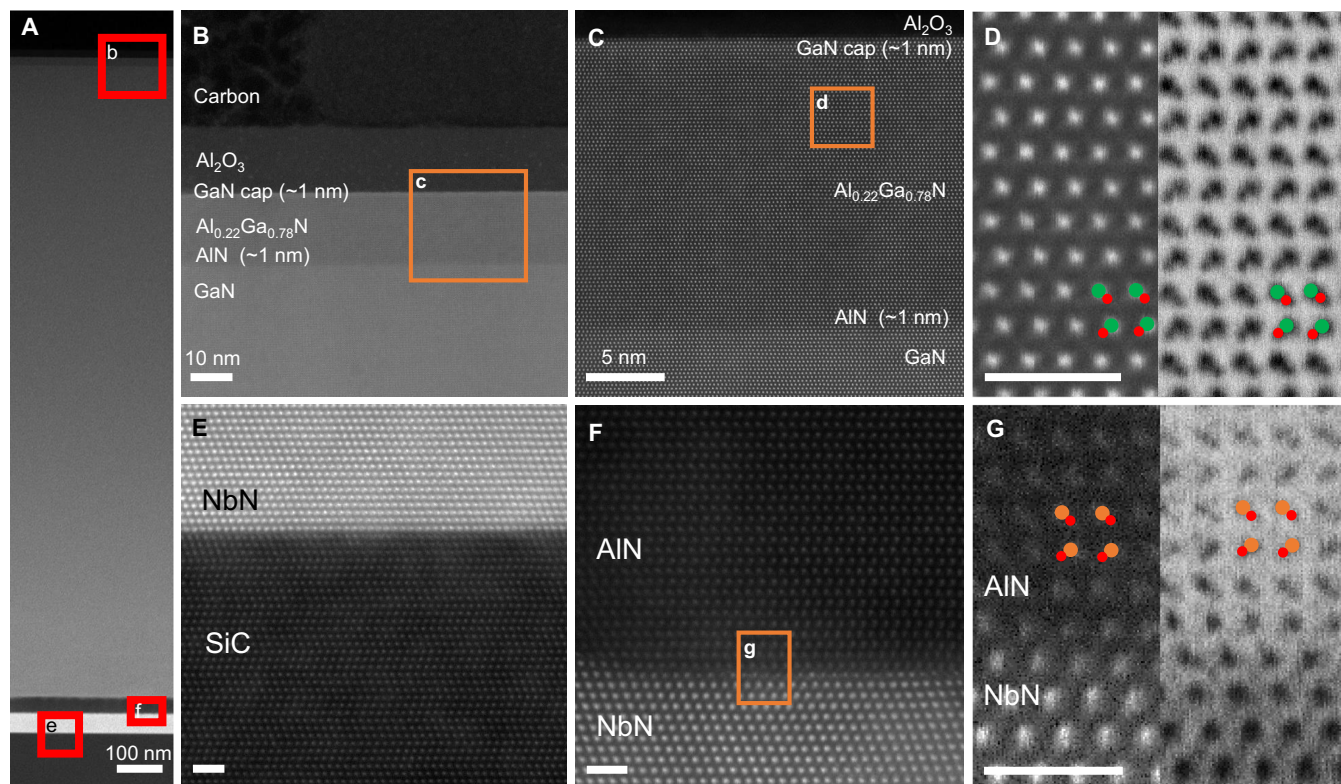 A
b
f
e
100 nm
B
Carbon
Al₂O₃
GaN cap (~1 nm)
c
Al₀.₂₂Ga₀.₇₈N
AlN (~1 nm)
GaN
10 nm
C
Al₂O₃
GaN cap (~1 nm)
d
Al₀.₂₂Ga₀.₇₈N
AlN (~1 nm)
GaN
5 nm
D
E
NbN
SiC
F
AlN
g
NbN
G
AlN
NbN